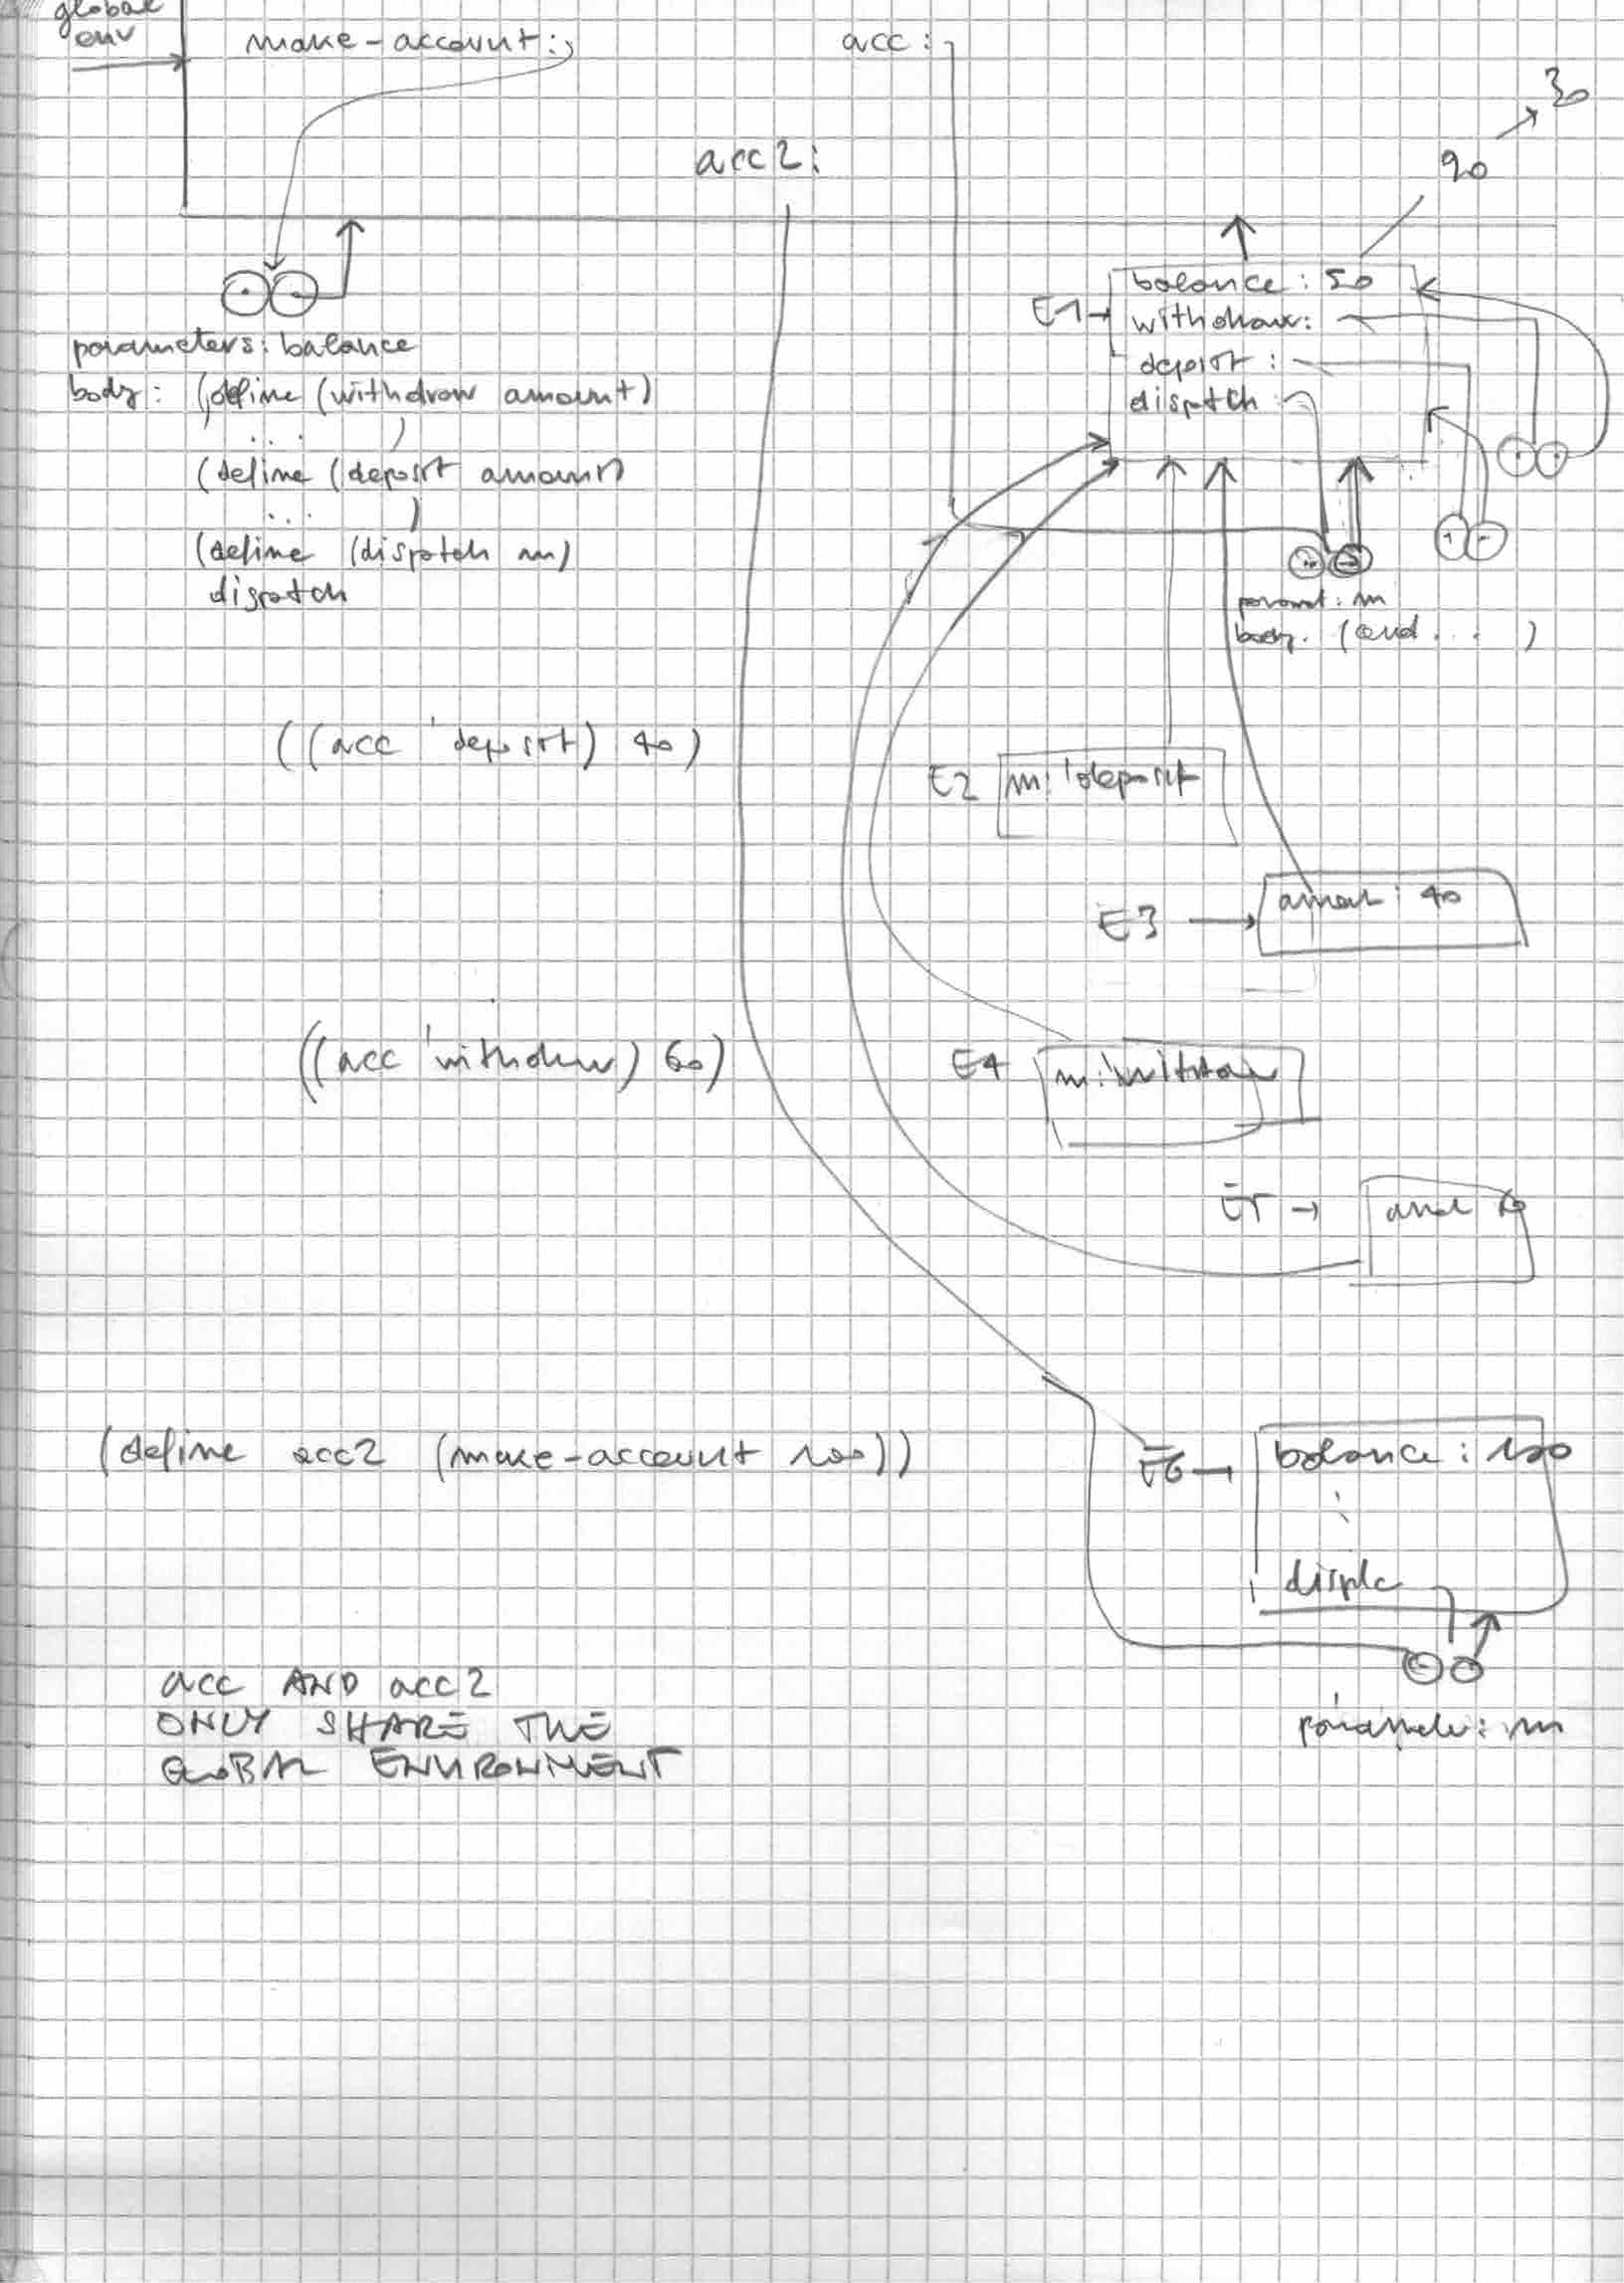 global
env
make-account:
acc:
30
90
acc2:
E1
balance: 50
withdraw:
deposit:
dispatch
parameters: balance
body: (define (withdraw amount)
... )
(define (deposit amount)
... )
(define (dispatch m)
dispatch
paramet: m
body. (cond ... )
((acc 'deposit) 40)
E2 m: 'deposit
E3 amount: 40
((acc 'withdraw) 60)
E4 m: 'withdraw
E5 60
(define acc2 (make-account 100))
E6 balance: 100
dispatc
acc AND acc2
ONLY SHARE THE
GLOBAL ENVIRONMENT
parameter: m